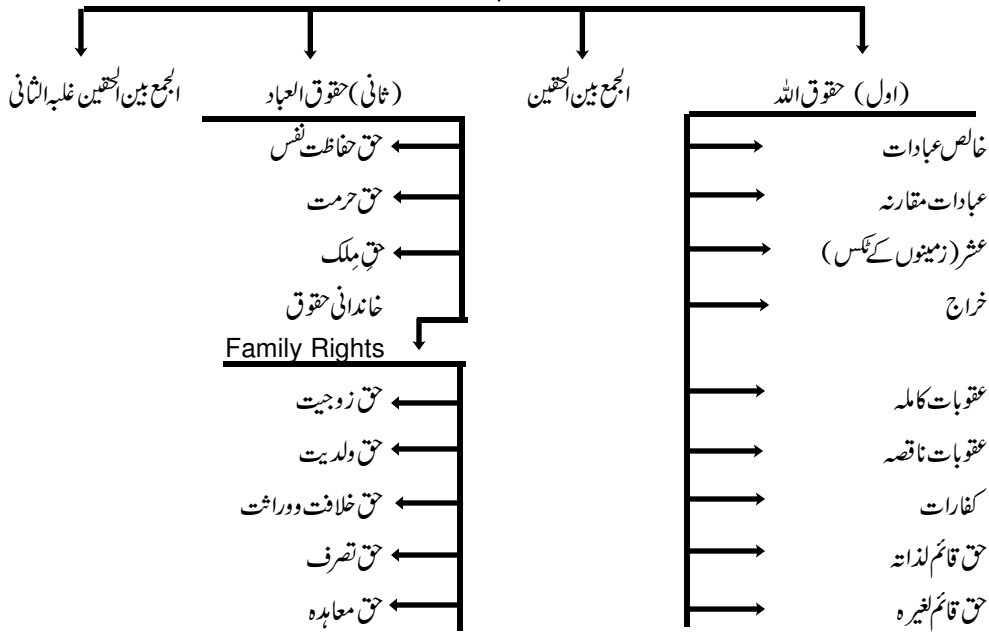 (اول) حقوق اللہ
الجمع بین الحقین
(ثانی) حقوق العباد
الجمع بین الحقین غلبہ الثانی
خالص عبادات
عبادات مقارنہ
عشر (زمینوں کے ٹکس)
خراج
عقوبات کاملہ
عقوبات ناقصہ
کفارات
حق قائم لذاتہ
حق قائم لغیرہ
حق حفاظت نفس
حق حرمت
حقِ مِلک
خاندانی حقوق
Family Rights
حق زوجیت
حق ولدیت
حق خلافت ووراثت
حق تصرف
حق معاہدہ